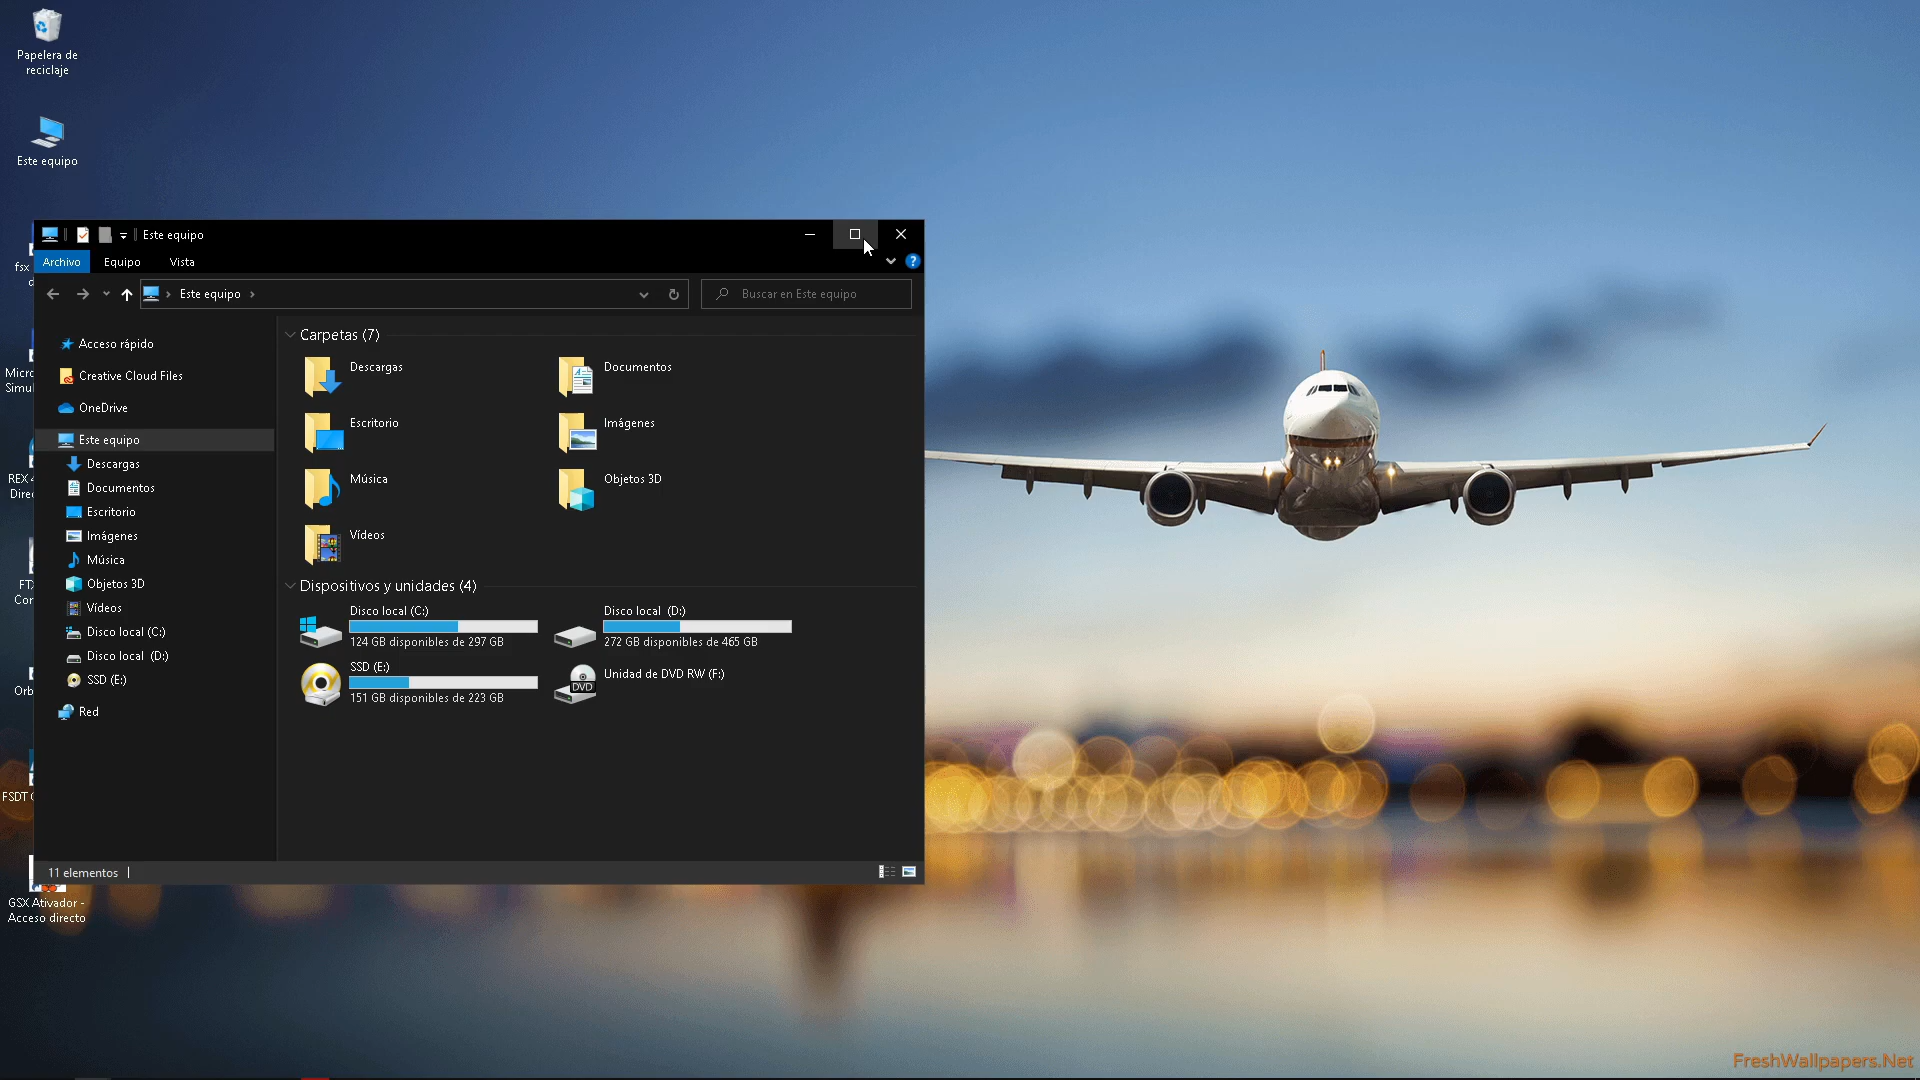 Papelera de
reciclaje
Este equipo
fsx
Este equipo
Archivo
Equipo
Vista
Este equipo
Buscar en Este equipo
Acceso rápido
Creative Cloud Files
OneDrive
Este equipo
Descargas
Documentos
Escritorio
Imágenes
Música
Objetos 3D
Vídeos
Disco local (C:)
Disco local (D:)
SSD (E:)
Red
Carpetas (7)
Descargas
Documentos
Escritorio
Imágenes
Música
Objetos 3D
Vídeos
Dispositivos y unidades (4)
Disco local (C:)
124 GB disponibles de 297 GB
Disco local (D:)
272 GB disponibles de 465 GB
SSD (E:)
151 GB disponibles de 223 GB
Unidad de DVD RW (F:)
DVD
11 elementos
FSDT
GSX Ativador -
Acceso directo
FreshWallpapers.Net